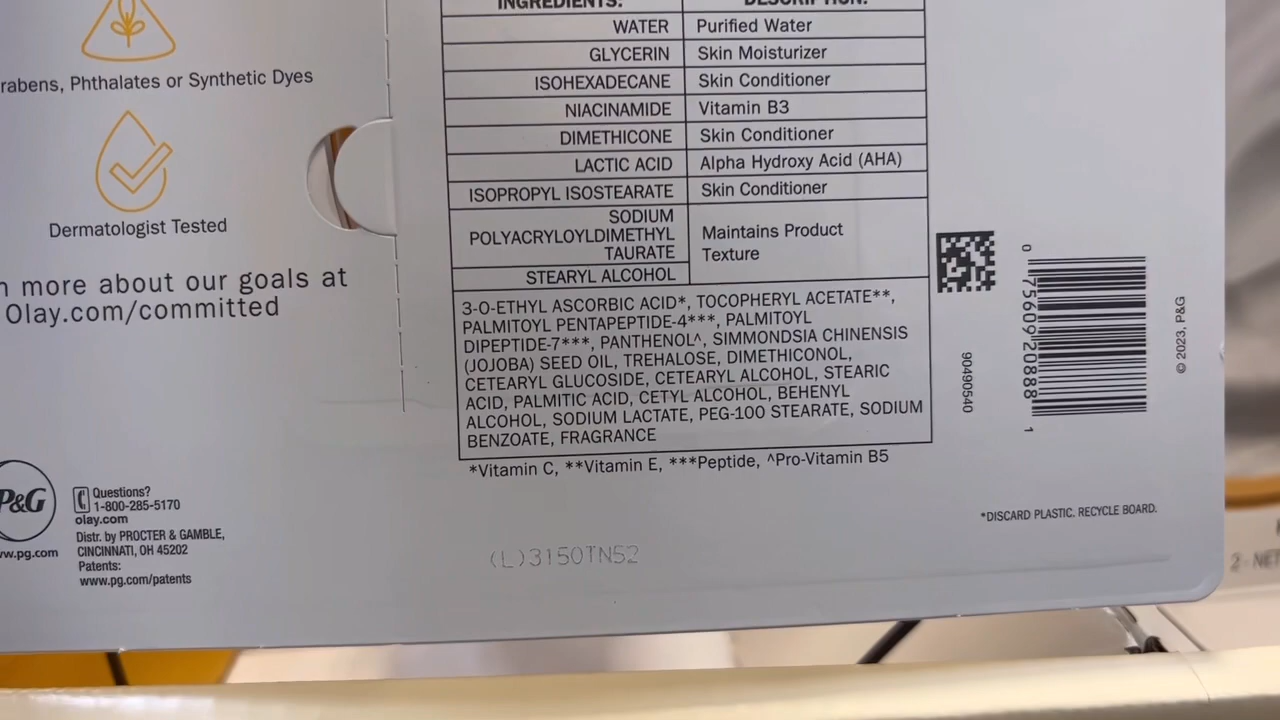 INGREDIENTS:
DESCRIPTION:
WATER
Purified Water
GLYCERIN
Skin Moisturizer
ISOHEXADECANE
Skin Conditioner
NIACINAMIDE
Vitamin B3
DIMETHICONE
Skin Conditioner
LACTIC ACID
Alpha Hydroxy Acid (AHA)
ISOPROPYL ISOSTEARATE
Skin Conditioner
SODIUM
POLYACRYLOYLDIMETHYL
TAURATE
STEARYL ALCOHOL
Maintains Product
Texture
3-O-ETHYL ASCORBIC ACID*, TOCOPHERYL ACETATE**,
PALMITOYL PENTAPEPTIDE-4***, PALMITOYL
DIPEPTIDE-7***, PANTHENOL^, SIMMONDSIA CHINENSIS
(JOJOBA) SEED OIL, TREHALOSE, DIMETHICONOL,
CETEARYL GLUCOSIDE, CETEARYL ALCOHOL, STEARIC
ACID, PALMITIC ACID, CETYL ALCOHOL, BEHENYL
ALCOHOL, SODIUM LACTATE, PEG-100 STEARATE, SODIUM
BENZOATE, FRAGRANCE
*Vitamin C, **Vitamin E, ***Peptide, ^Pro-Vitamin B5
rabens, Phthalates or Synthetic Dyes
Dermatologist Tested
n more about our goals at
Olay.com/committed
P&G
w.pg.com
Questions?
1-800-285-5170
olay.com
Distr. by PROCTER & GAMBLE,
CINCINNATI, OH 45202
Patents:
www.pg.com/patents
(L)3150TN52
90490540
0 75609 20888 1
© 2023, P&G
*DISCARD PLASTIC. RECYCLE BOARD.